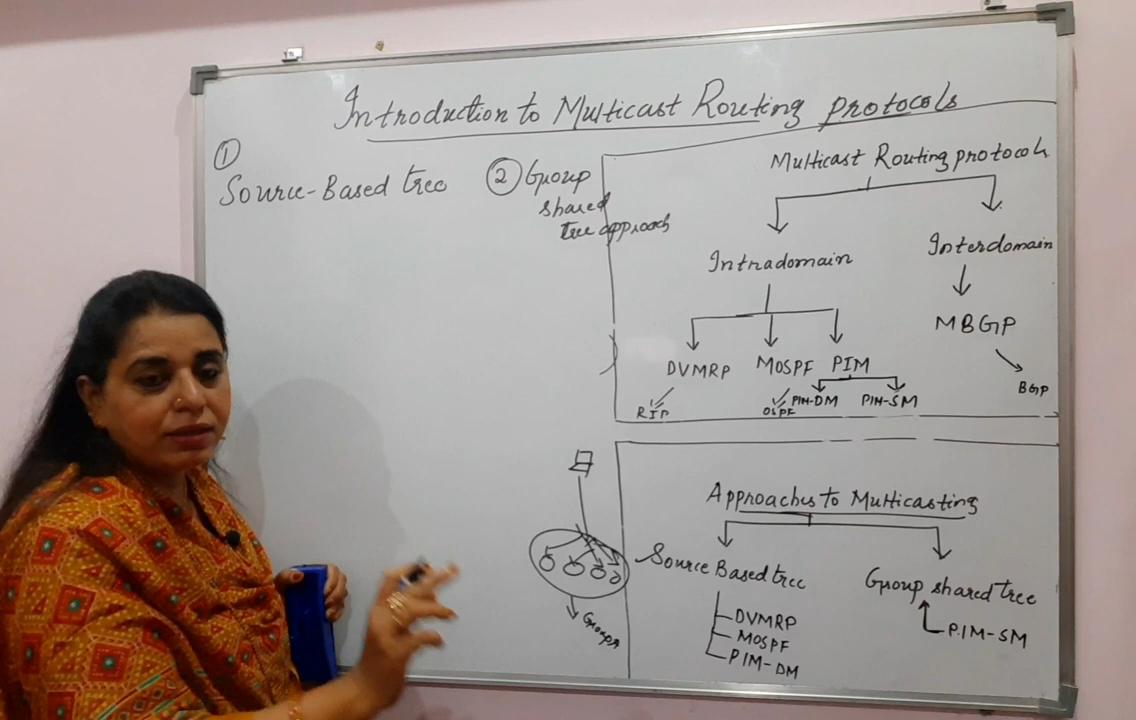 Introduction to Multicast Routing protocols
①
Source-Based tree
② Group
shared
tree approach
Multicast Routing protocols
Intradomain
Interdomain
DVMRP MOSPF PIM
MBGP
RIP
OSPF
PIM-DM
PIM-SM
BGP
Group A
Approaches to Multicasting
Source Based tree
Group shared tree
DVMRP
MOSPF
PIM-DM
PIM-SM